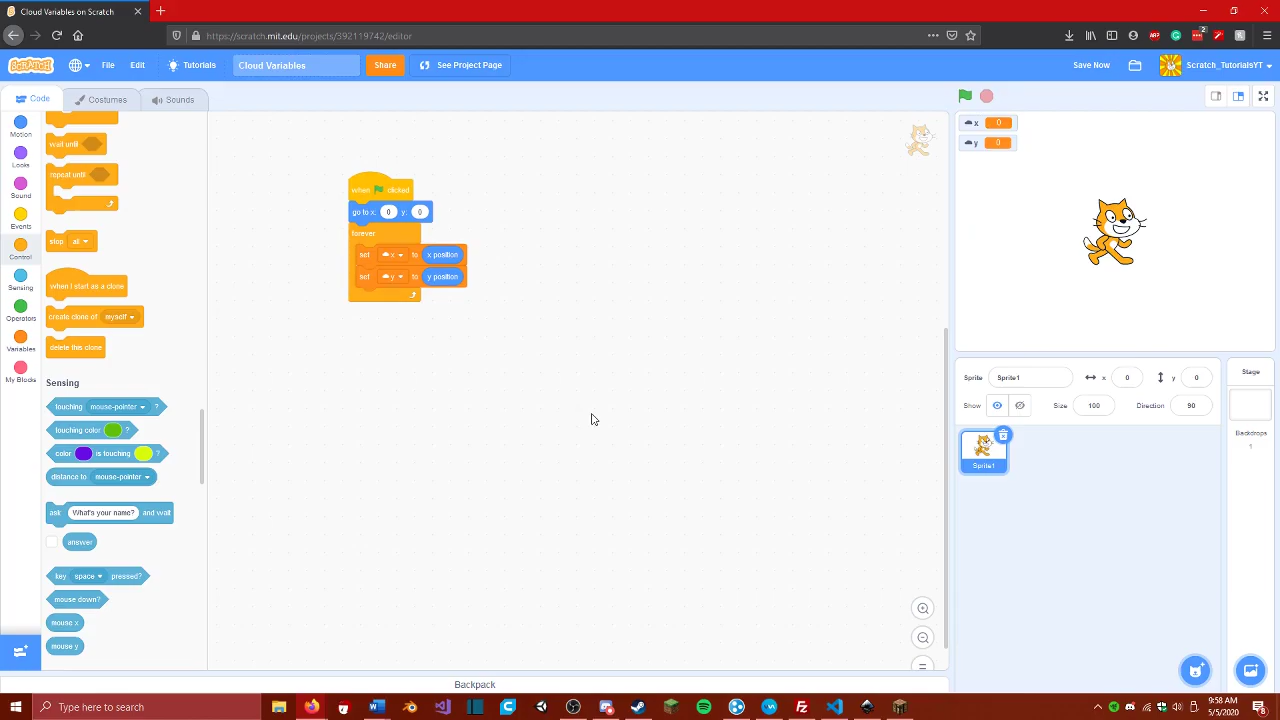 Cloud Variables on Scratch
https://scratch.mit.edu/projects/392119742/editor
ABP
2
SCRATCH
File
Edit
Tutorials
Cloud Variables
Share
See Project Page
Save Now
Scratch_TutorialsYT
Code
Costumes
Sounds
Motion
Looks
Sound
Events
Control
Sensing
Operators
Variables
My Blocks
wait until
repeat until
stop all
when I start as a clone
create clone of myself
delete this clone
Sensing
touching mouse-pointer ?
touching color ?
color is touching ?
distance to mouse-pointer
ask What's your name? and wait
answer
key space pressed?
mouse down?
mouse x
mouse y
when clicked
go to x: 0 y: 0
forever
set x to x position
set y to y position
x 0
y 0
Sprite Sprite1 x 0 y 0
Show Size 100 Direction 90
Sprite1
Stage
Backdrops
1
Backpack
Type here to search
9:58 AM
5/5/2020